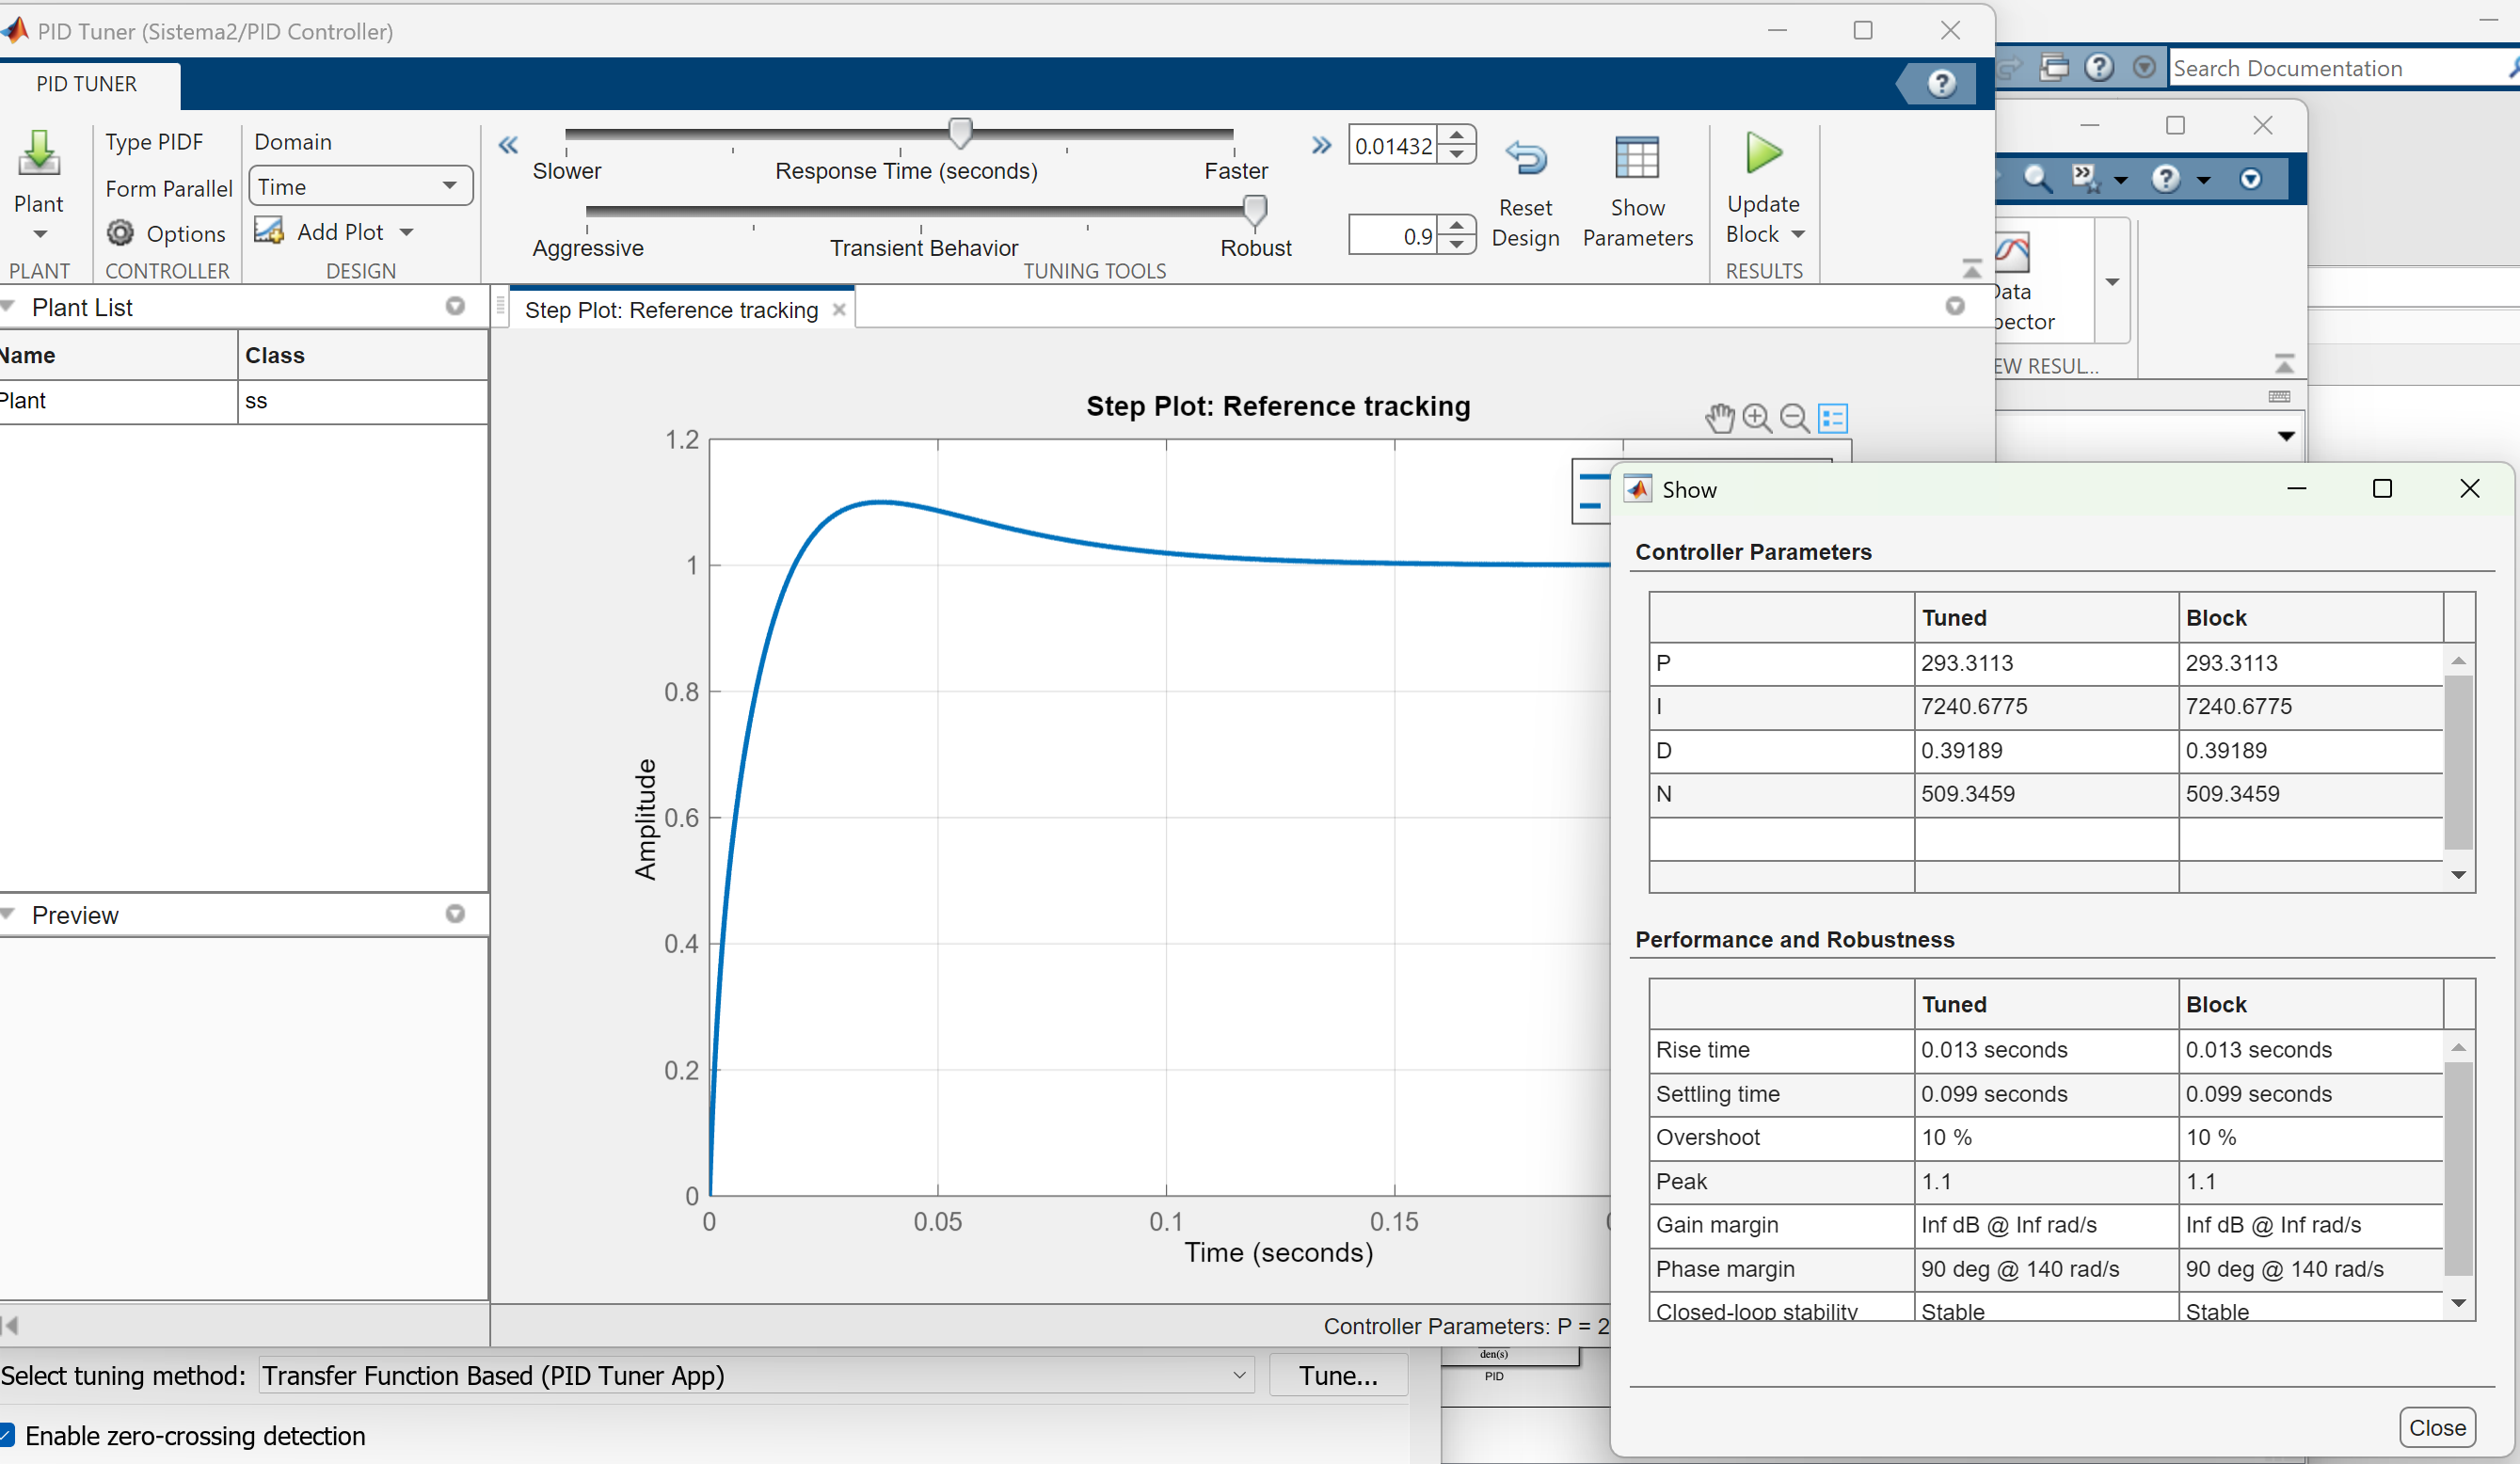 PID Tuner (Sistema2/PID Controller)
PID TUNER
Search Documentation
Plant
PLANT
Type PIDF
Form Parallel
Options
CONTROLLER
Domain
Time
Add Plot
DESIGN
Slower
Response Time (seconds)
Faster
0.01432
Aggressive
Transient Behavior
Robust
0.9
TUNING TOOLS
Reset
Design
Show
Parameters
Update
Block
RESULTS
Data
pector
EW RESUL...
Plant List
Name
Class
Plant
ss
Preview
Step Plot: Reference tracking
Step Plot: Reference tracking
1.2
1
0.8
0.6
0.4
0.2
0
Amplitude
0
0.05
0.1
0.15
Time (seconds)
Controller Parameters: P = 2
Show
Controller Parameters
Tuned
Block
P
293.3113
293.3113
I
7240.6775
7240.6775
D
0.39189
0.39189
N
509.3459
509.3459
Performance and Robustness
Tuned
Block
Rise time
0.013 seconds
0.013 seconds
Settling time
0.099 seconds
0.099 seconds
Overshoot
10 %
10 %
Peak
1.1
1.1
Gain margin
Inf dB @ Inf rad/s
Inf dB @ Inf rad/s
Phase margin
90 deg @ 140 rad/s
90 deg @ 140 rad/s
Closed-loop stability
Stable
Stable
Close
Select tuning method:
Transfer Function Based (PID Tuner App)
Tune...
den(s)
PID
Enable zero-crossing detection